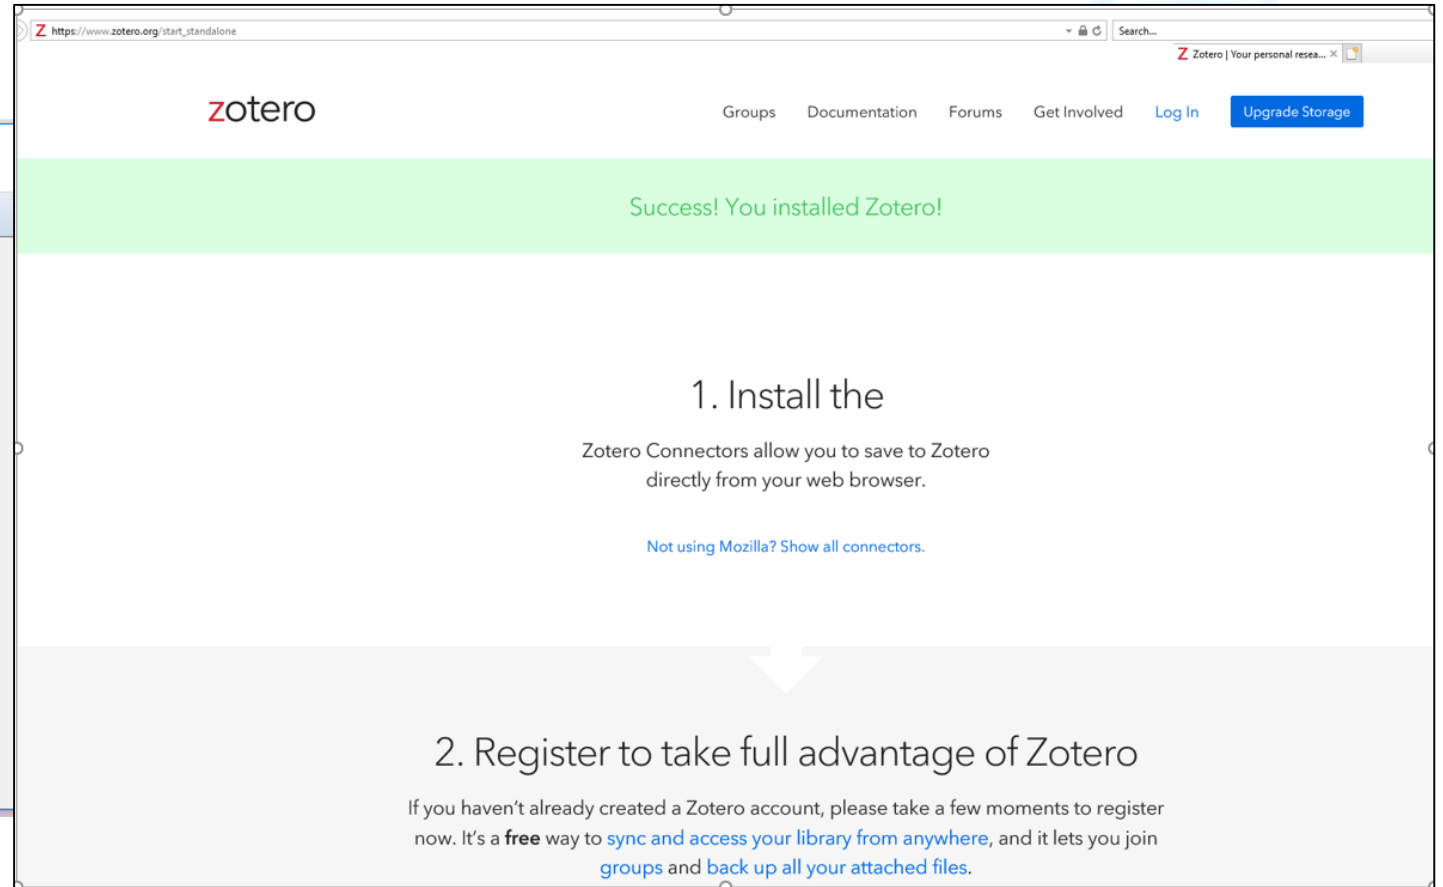 https://www.zotero.org/start_standalone
Search...
Z Zotero | Your personal resea...
zotero
Groups Documentation Forums Get Involved Log In Upgrade Storage
Success! You installed Zotero!
1. Install the
Zotero Connectors allow you to save to Zotero
directly from your web browser.
Not using Mozilla? Show all connectors.
2. Register to take full advantage of Zotero
If you haven’t already created a Zotero account, please take a few moments to register
now. It’s a free way to sync and access your library from anywhere, and it lets you join
groups and back up all your attached files.